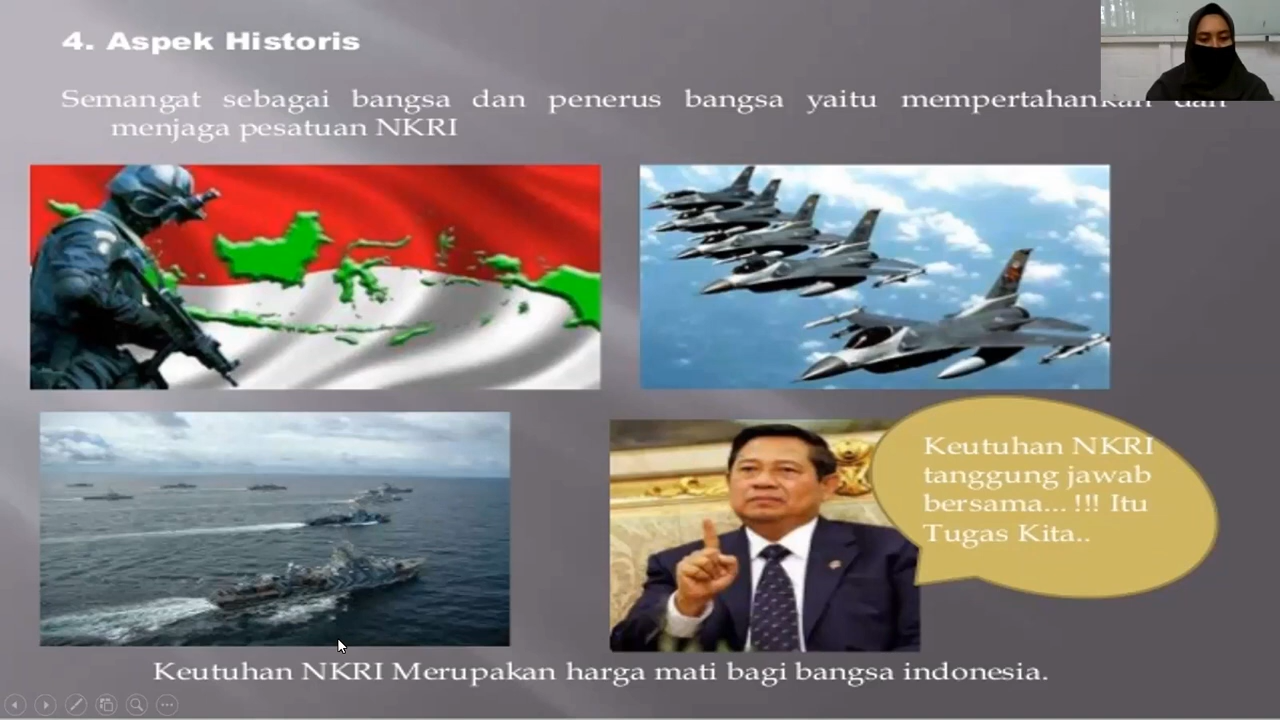 4. Aspek Historis
Semangat sebagai bangsa dan penerus bangsa yaitu mempertahankan dan
menjaga pesatuan NKRI
Keutuhan NKRI
tanggung jawab
bersama... !!! Itu
Tugas Kita..
Keutuhan NKRI Merupakan harga mati bagi bangsa indonesia.